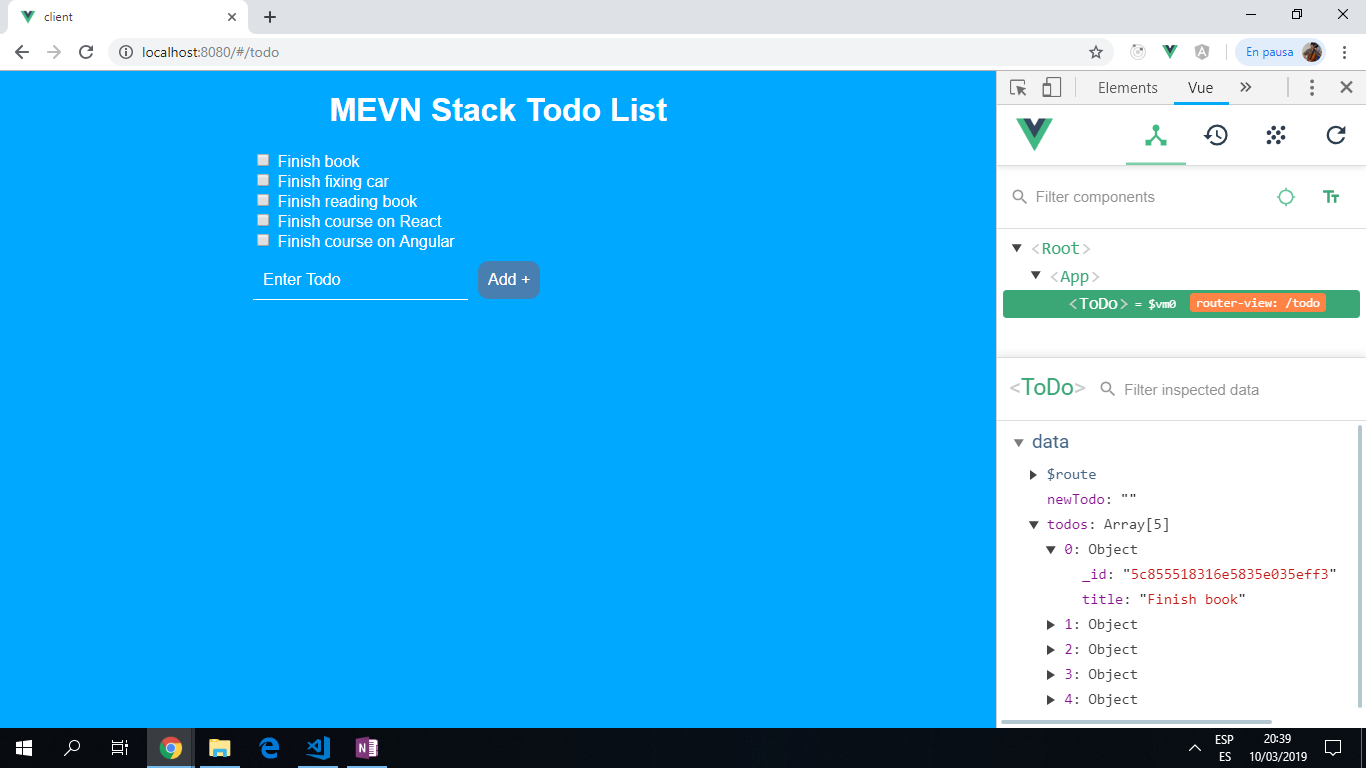 client
localhost:8080/#/todo
En pausa
MEVN Stack Todo List
Finish book
Finish fixing car
Finish reading book
Finish course on React
Finish course on Angular
Enter Todo
Add +
Elements
Vue
Filter components
<Root>
<App>
<ToDo> = $vm0 router-view: /todo
<ToDo>
Filter inspected data
data
$route
newTodo: ""
todos: Array[5]
0: Object
_id: "5c855518316e5835e035eff3"
title: "Finish book"
1: Object
2: Object
3: Object
4: Object
ESP
ES
20:39
10/03/2019